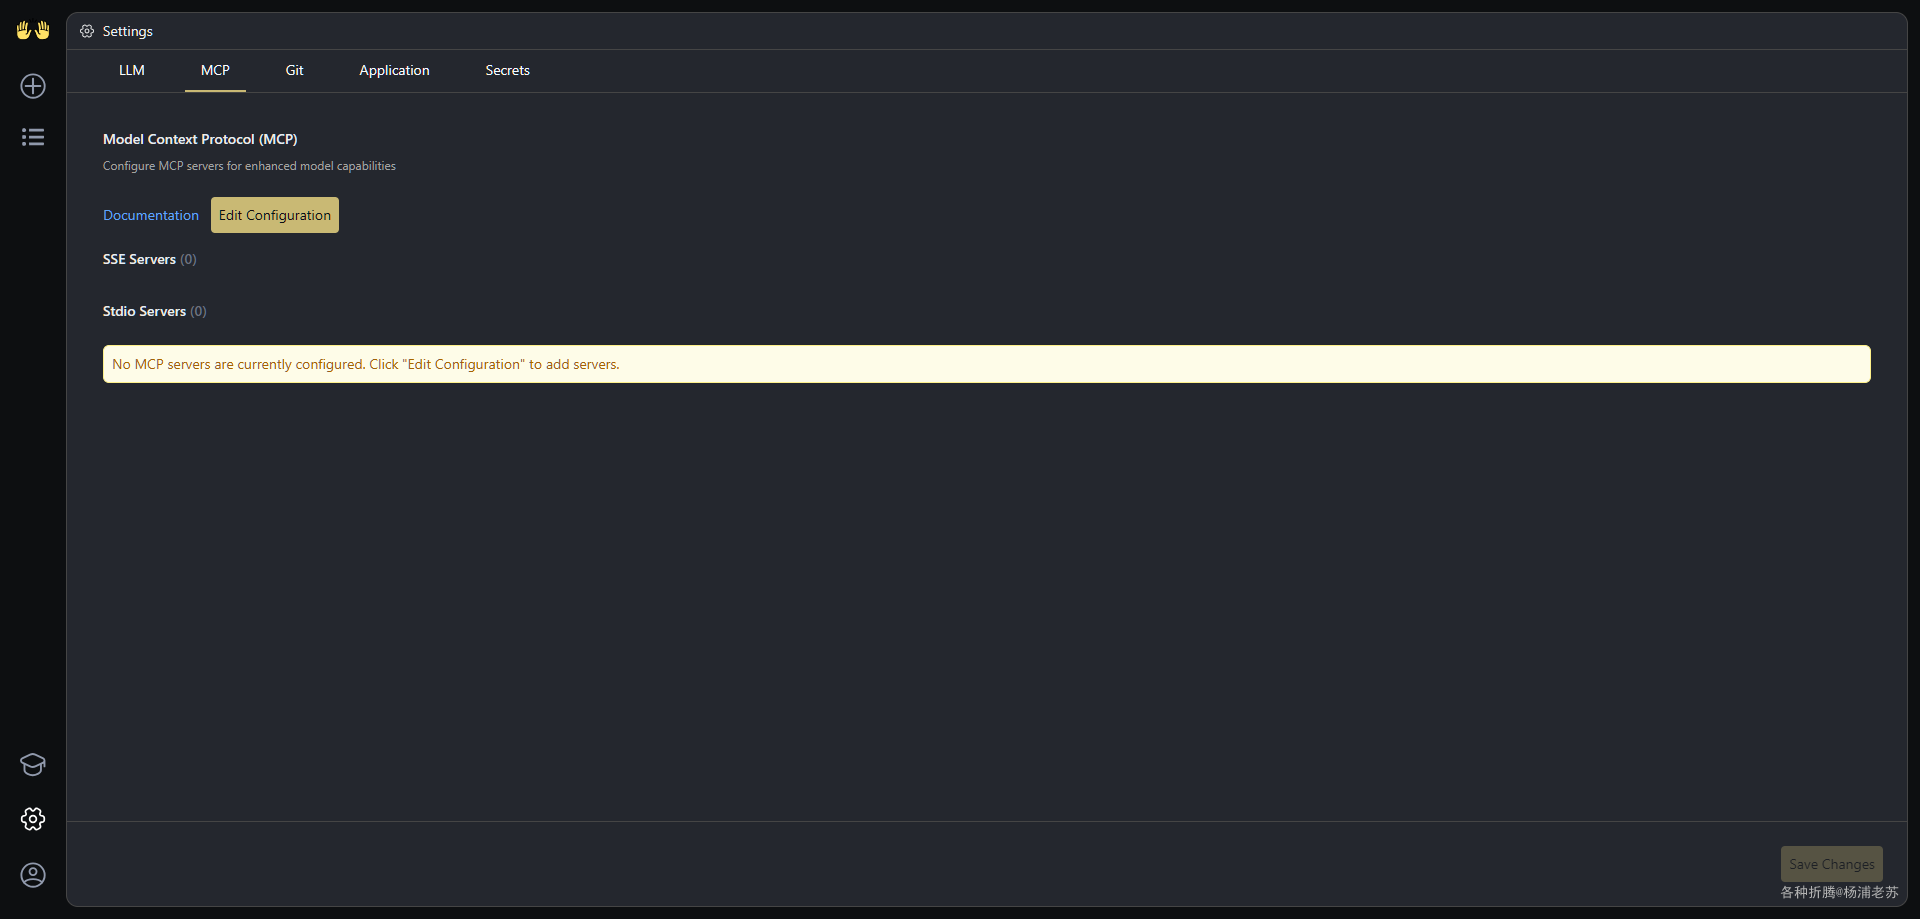 Settings
LLM MCP Git Application Secrets
Model Context Protocol (MCP)
Configure MCP servers for enhanced model capabilities
Documentation Edit Configuration
SSE Servers (0)
Stdio Servers (0)
No MCP servers are currently configured. Click "Edit Configuration" to add servers.
Save Changes
各种折腾@杨浦老苏